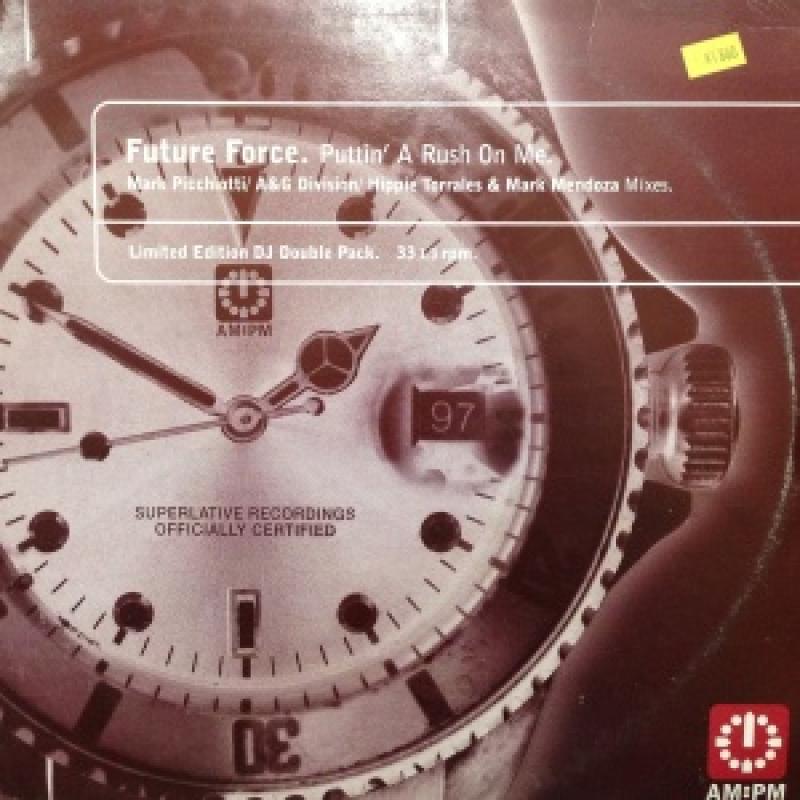 Future Force. Puttin' A Rush On Me.
Mark Picchiotti/ A&G Division/ Hippie Torrales & Mark Mendoza Mixes.
Limited Edition DJ Double Pack. 33 1/3 rpm.
AM:PM
97
SUPERLATIVE RECORDINGS
OFFICIALLY CERTIFIED
30
AM:PM